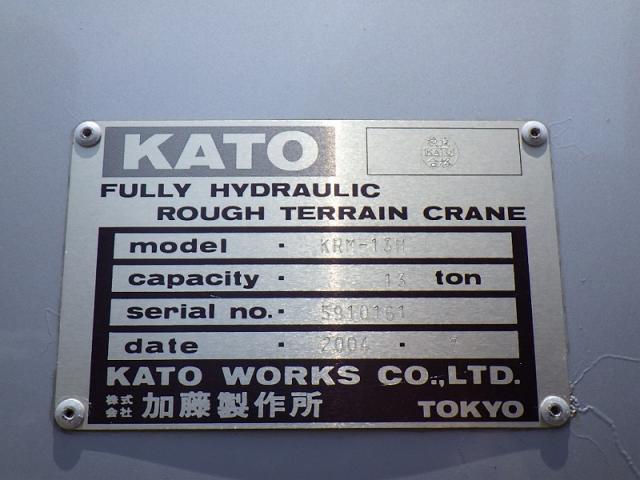 KATO
KATO
FULLY HYDRAULIC
ROUGH TERRAIN CRANE
model · KRM-13H
capacity · 13 ton
serial no.· 5910161
date · 2004 ·
KATO WORKS CO.,LTD.
株式会社 加藤製作所 TOKYO